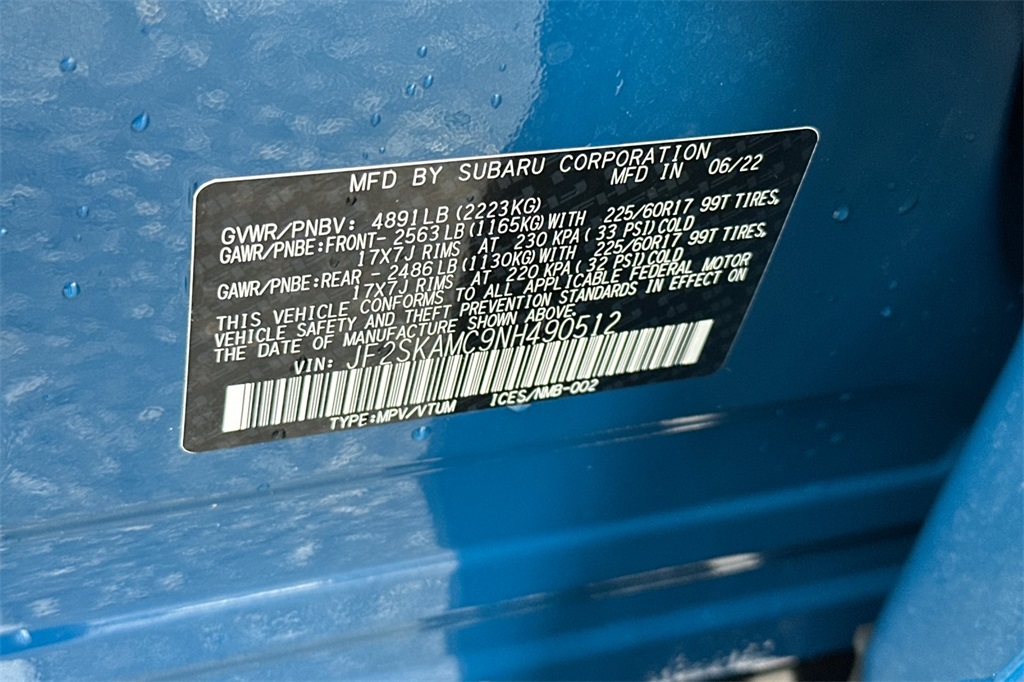 MFD BY SUBARU CORPORATION
MFD IN 06/22
GVWR/PNBV: 4891LB(2223KG)
GAWR/PNBE:FRONT- 2563LB(1165KG)WITH 225/60R17 99T TIRES,
17X7J RIMS AT 230 KPA( 33 PSI)COLD
GAWR/PNBE:REAR - 2486LB(1130KG)WITH 225/60R17 99T TIRES,
17X7J RIMS AT 220 KPA( 32 PSI)COLD
THIS VEHICLE CONFORMS TO ALL APPLICABLE FEDERAL MOTOR
VEHICLE SAFETY AND THEFT PREVENTION STANDARDS IN EFFECT ON
THE DATE OF MANUFACTURE SHOWN ABOVE.
VIN: JF2SKAMC9NH490512
TYPE:MPV/VTUM ICES/NMB-002